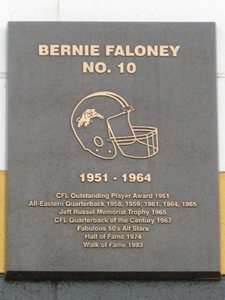 BERNIE FALONEY
NO. 10
1951 - 1964
CFL Outstanding Player Award 1961
All-Eastern Quarterback 1958, 1959, 1961, 1964, 1965
Jeff Russel Memorial Trophy 1965
CFL Quarterback of the Century 1967
Fabulous 50's All Stars
Hall of Fame 1974
Walk of Fame 1993